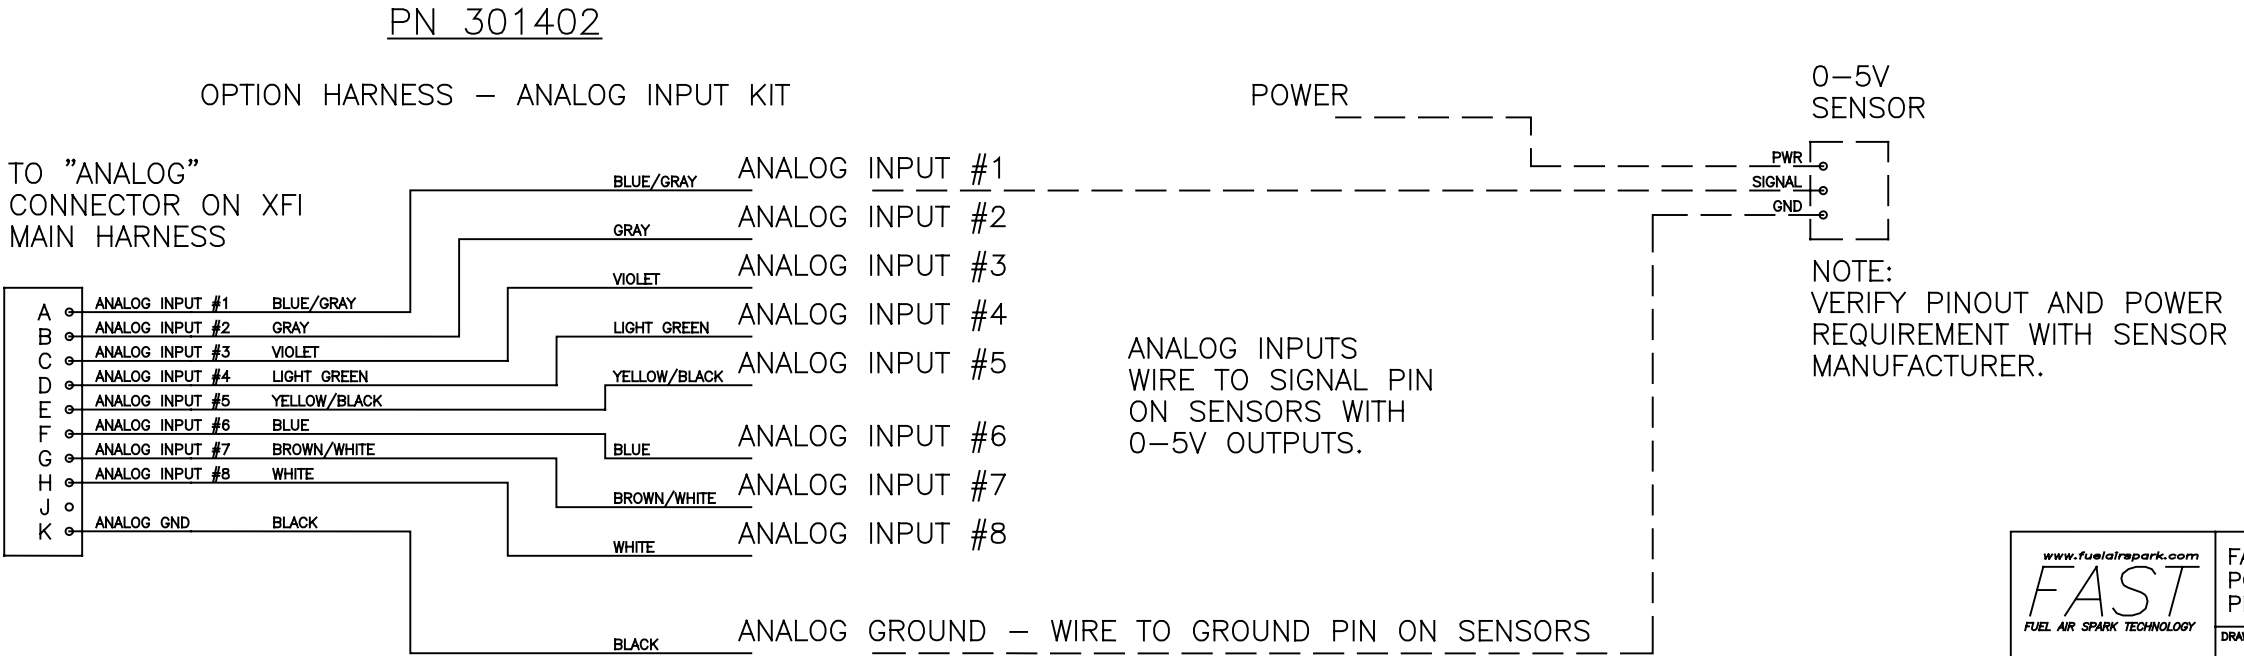 PN 301402
OPTION HARNESS – ANALOG INPUT KIT
TO "ANALOG"
CONNECTOR ON XFI
MAIN HARNESS
A ANALOG INPUT #1 BLUE/GRAY
B ANALOG INPUT #2 GRAY
C ANALOG INPUT #3 VIOLET
D ANALOG INPUT #4 LIGHT GREEN
E ANALOG INPUT #5 YELLOW/BLACK
F ANALOG INPUT #6 BLUE
G ANALOG INPUT #7 BROWN/WHITE
H ANALOG INPUT #8 WHITE
J
K ANALOG GND BLACK
BLUE/GRAY ANALOG INPUT #1
GRAY ANALOG INPUT #2
VIOLET ANALOG INPUT #3
LIGHT GREEN ANALOG INPUT #4
YELLOW/BLACK ANALOG INPUT #5
BLUE ANALOG INPUT #6
BROWN/WHITE ANALOG INPUT #7
WHITE ANALOG INPUT #8
BLACK ANALOG GROUND – WIRE TO GROUND PIN ON SENSORS
ANALOG INPUTS
WIRE TO SIGNAL PIN
ON SENSORS WITH
0–5V OUTPUTS.
POWER
0–5V
SENSOR
PWR
SIGNAL
GND
NOTE:
VERIFY PINOUT AND POWER
REQUIREMENT WITH SENSOR
MANUFACTURER.
www.fuelairspark.com
FAST
FUEL AIR SPARK TECHNOLOGY